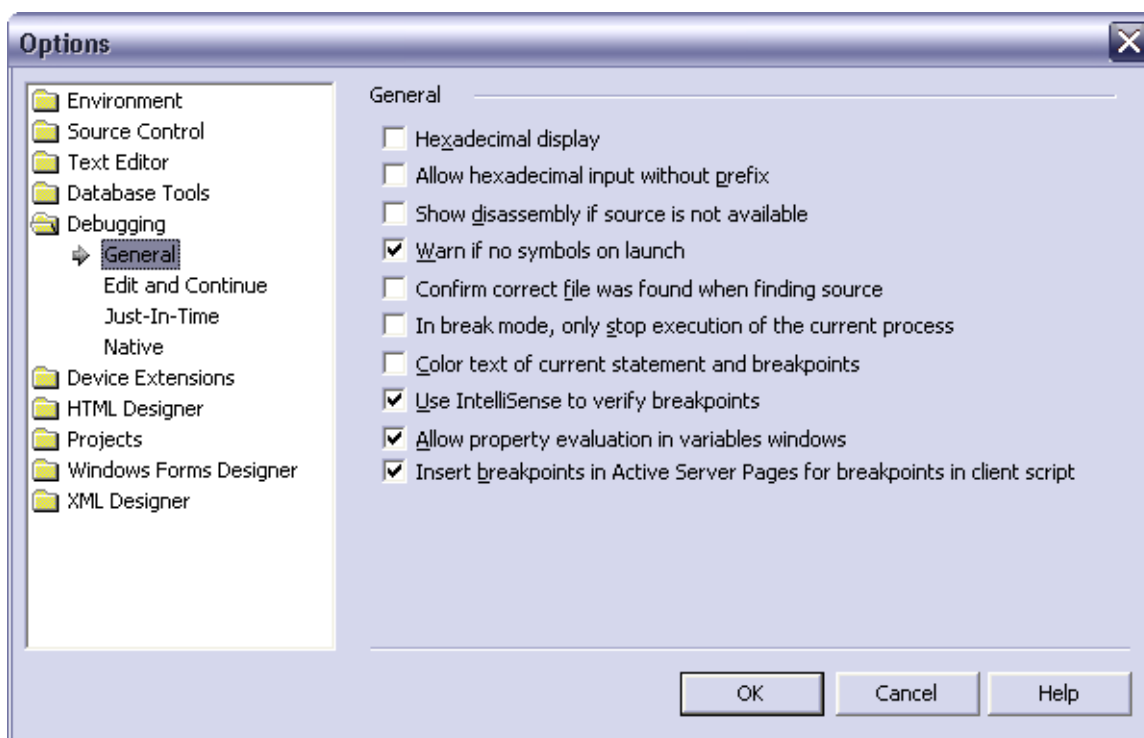 Options
Environment
Source Control
Text Editor
Database Tools
Debugging
General
Edit and Continue
Just-In-Time
Native
Device Extensions
HTML Designer
Projects
Windows Forms Designer
XML Designer
General
Hexadecimal display
Allow hexadecimal input without prefix
Show disassembly if source is not available
Warn if no symbols on launch
Confirm correct file was found when finding source
In break mode, only stop execution of the current process
Color text of current statement and breakpoints
Use IntelliSense to verify breakpoints
Allow property evaluation in variables windows
Insert breakpoints in Active Server Pages for breakpoints in client script
OK
Cancel
Help